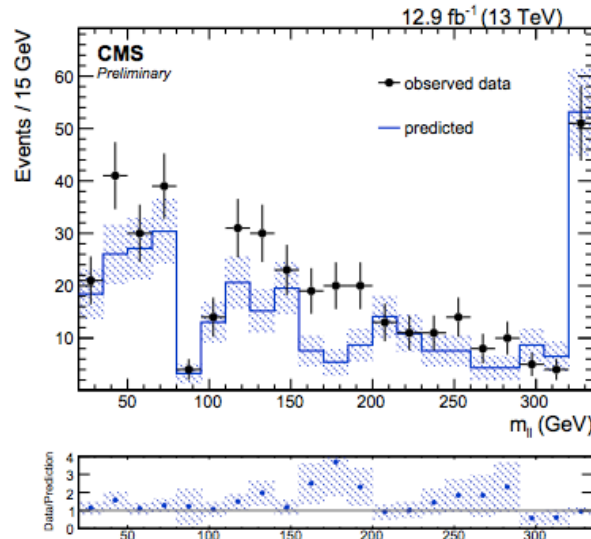 12.9 fb⁻¹ (13 TeV)
CMS
Preliminary
observed data
predicted
Events / 15 GeV
60
50
40
30
20
10
50 100 150 200 250 300
m_ll (GeV)
Data/Prediction
4
3
2
1
0
50 100 150 200 250 300